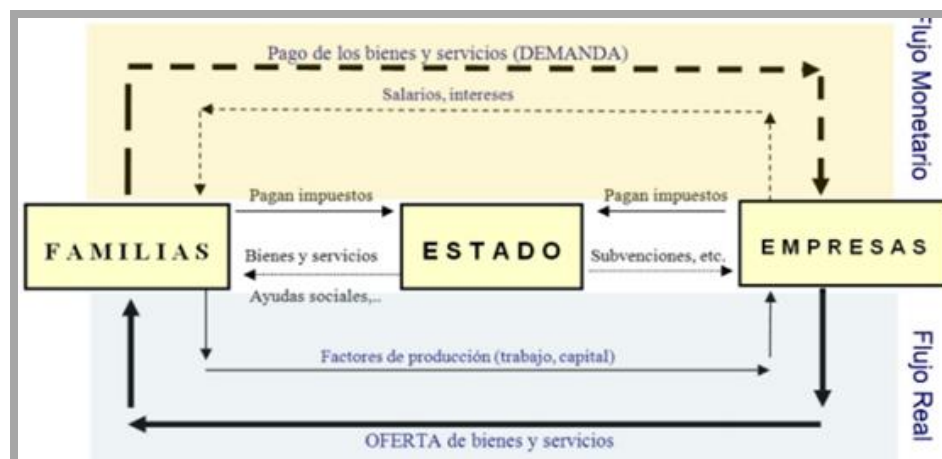 Pago de los bienes y servicios (DEMANDA)
Salarios, intereses
Flujo Monetario
Pagan impuestos
Pagan impuestos
FAMILIAS
ESTADO
EMPRESAS
Bienes y servicios
Subvenciones, etc.
Ayudas sociales,..
Factores de producción (trabajo, capital)
Flujo Real
OFERTA de bienes y servicios